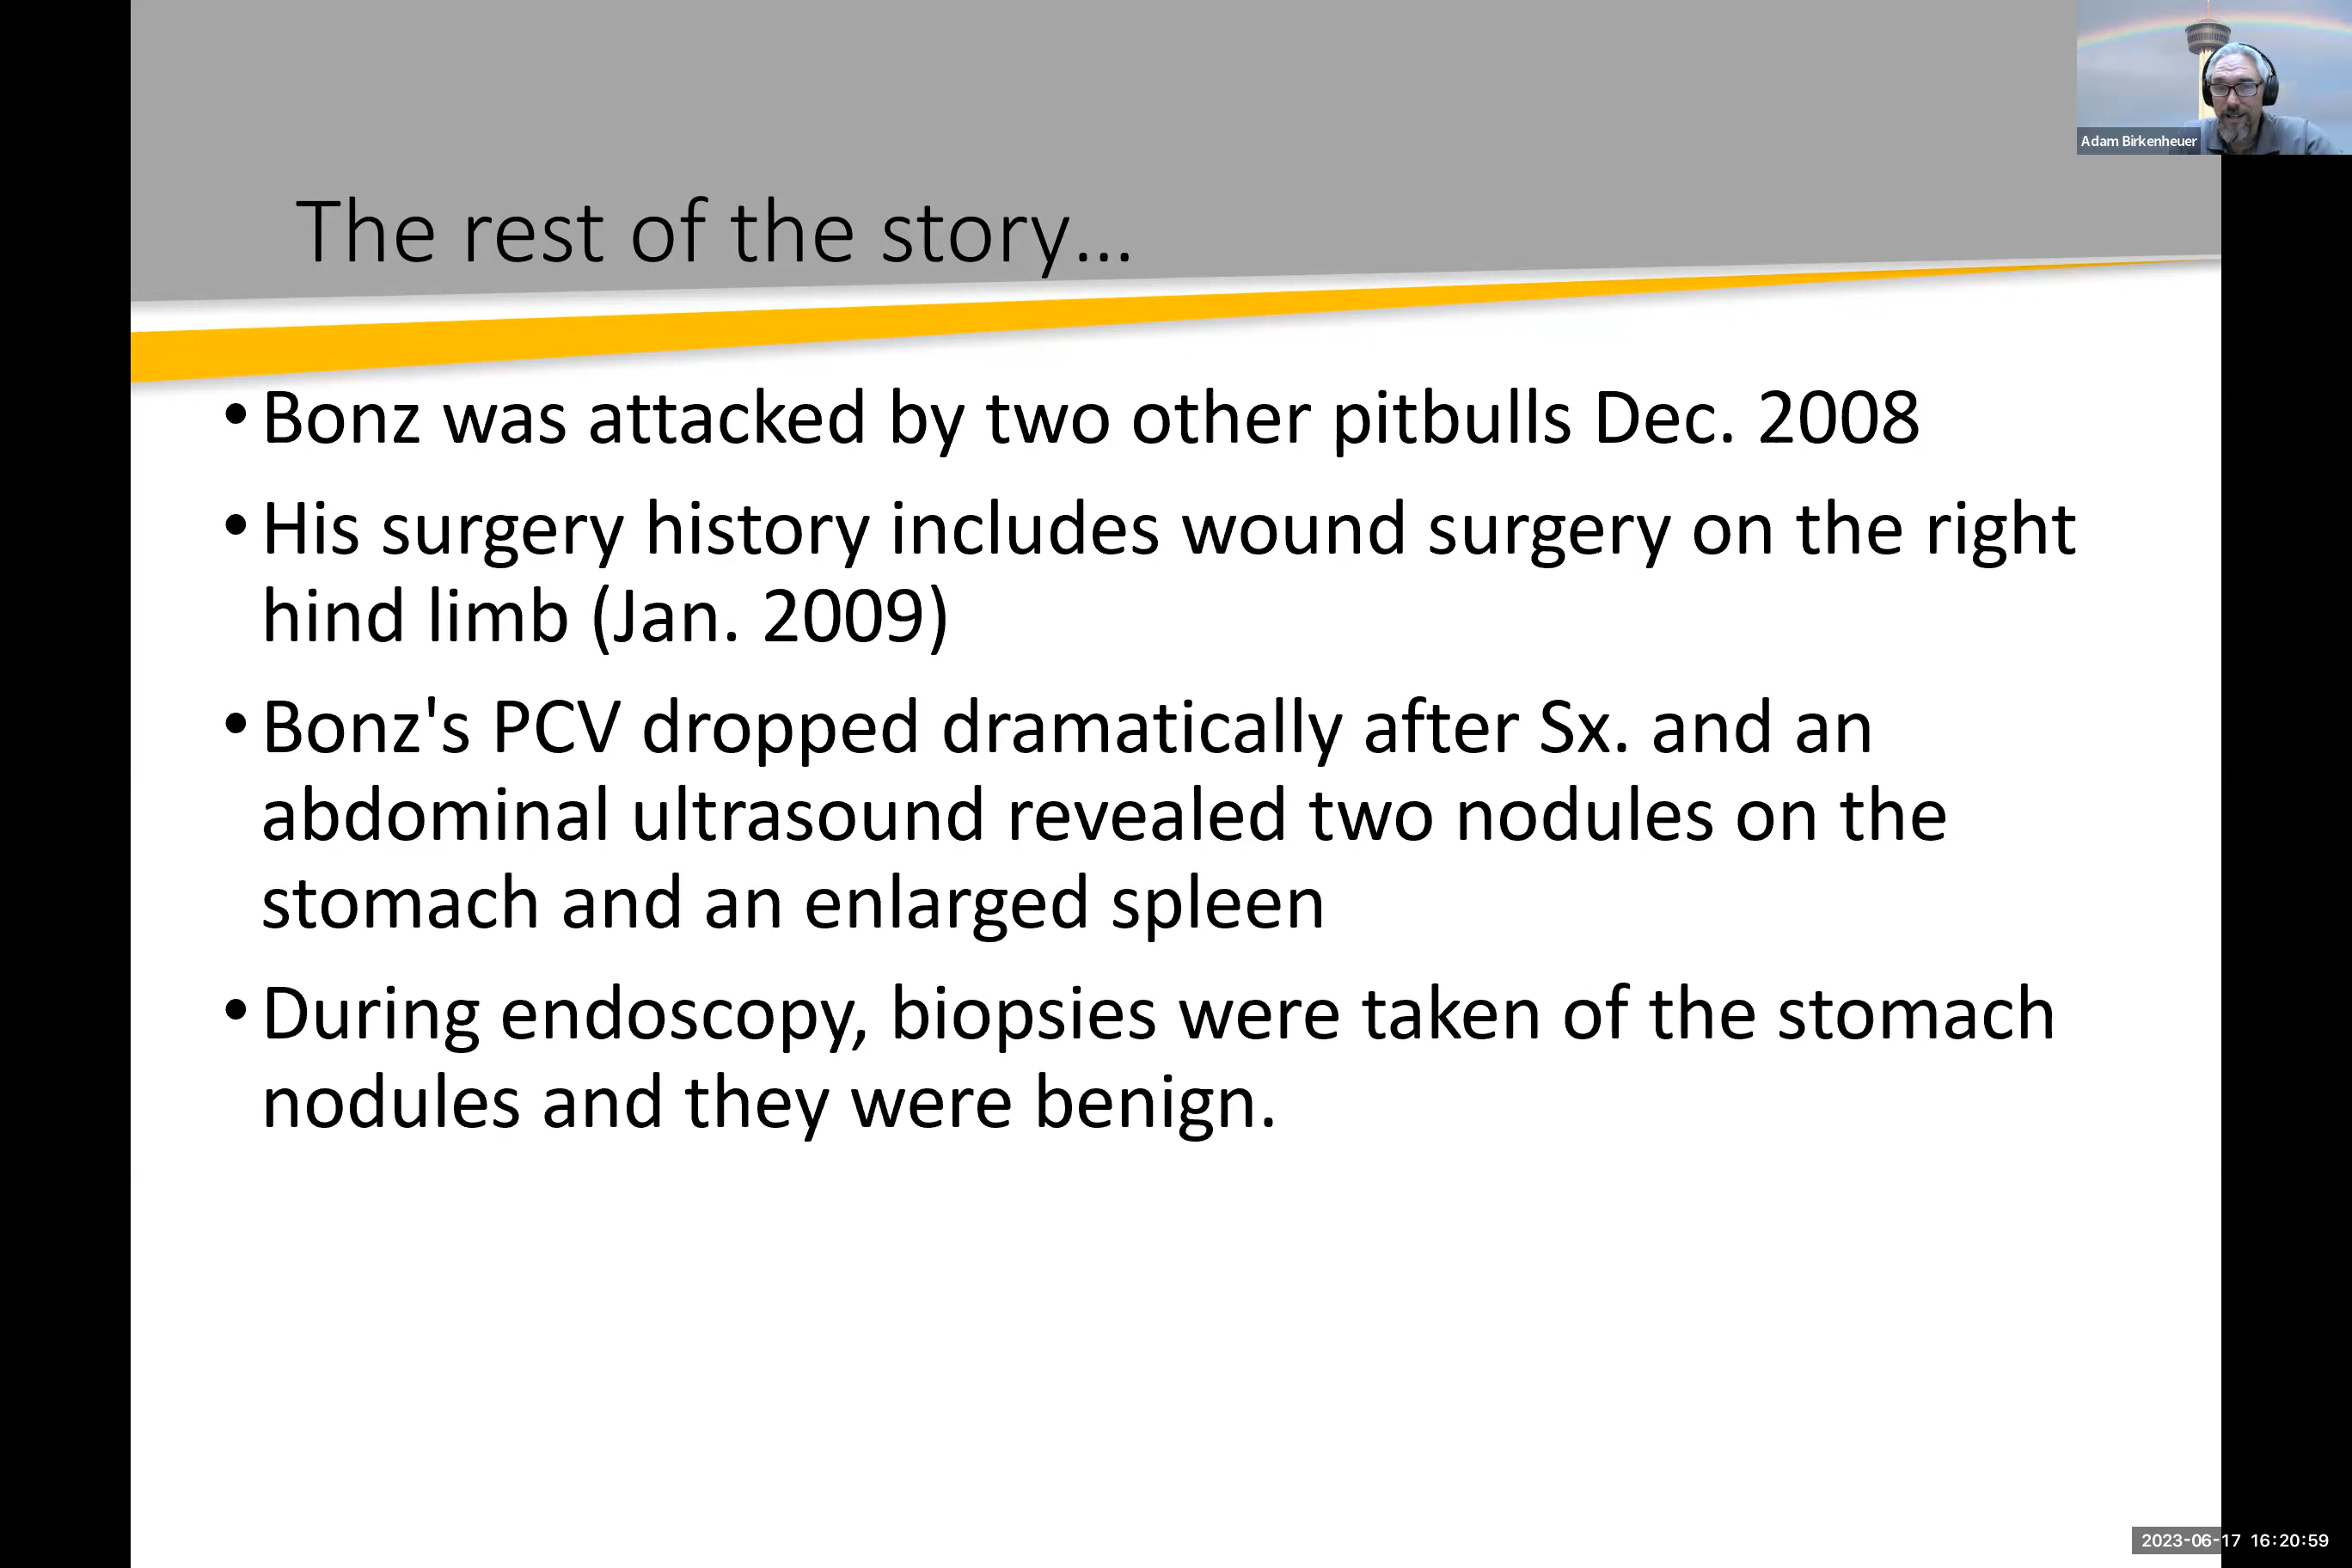 Adam Birkenheuer
The rest of the story...
• Bonz was attacked by two other pitbulls Dec. 2008
• His surgery history includes wound surgery on the right
hind limb (Jan. 2009)
• Bonz's PCV dropped dramatically after Sx. and an
abdominal ultrasound revealed two nodules on the
stomach and an enlarged spleen
• During endoscopy, biopsies were taken of the stomach
nodules and they were benign.
2023-06-17 16:20:59